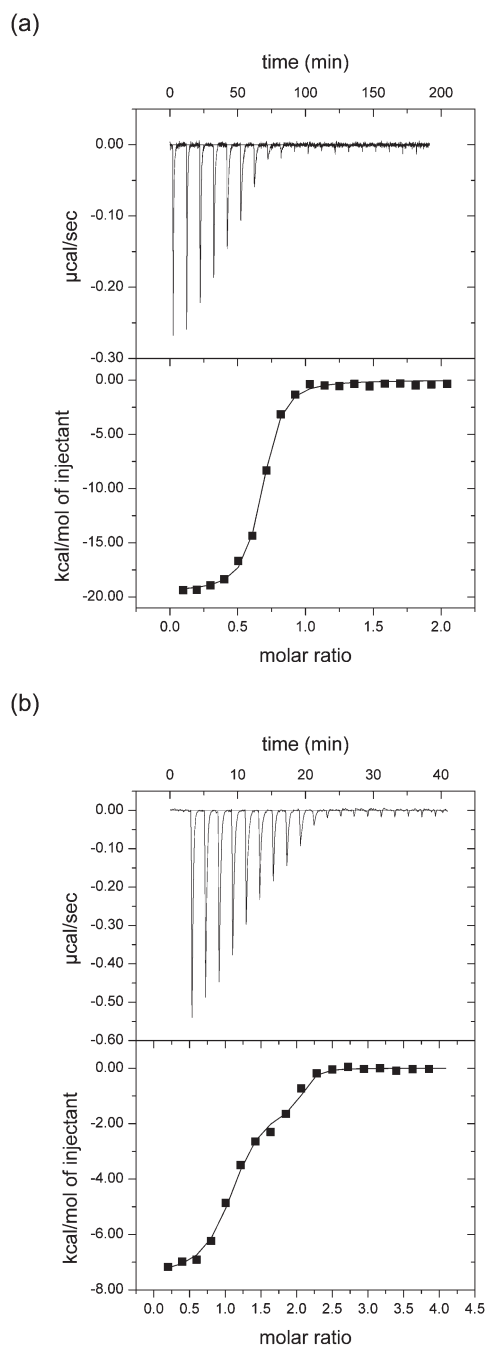 (a)
time (min)
0 50 100 150 200
0.00
-0.10
-0.20
-0.30
µcal/sec
0.00
-5.00
-10.00
-15.00
-20.00
kcal/mol of injectant
0.0 0.5 1.0 1.5 2.0
molar ratio
(b)
time (min)
0 10 20 30 40
0.00
-0.10
-0.20
-0.30
-0.40
-0.50
-0.60
µcal/sec
0.00
-2.00
-4.00
-6.00
-8.00
kcal/mol of injectant
0.0 0.5 1.0 1.5 2.0 2.5 3.0 3.5 4.0 4.5
molar ratio